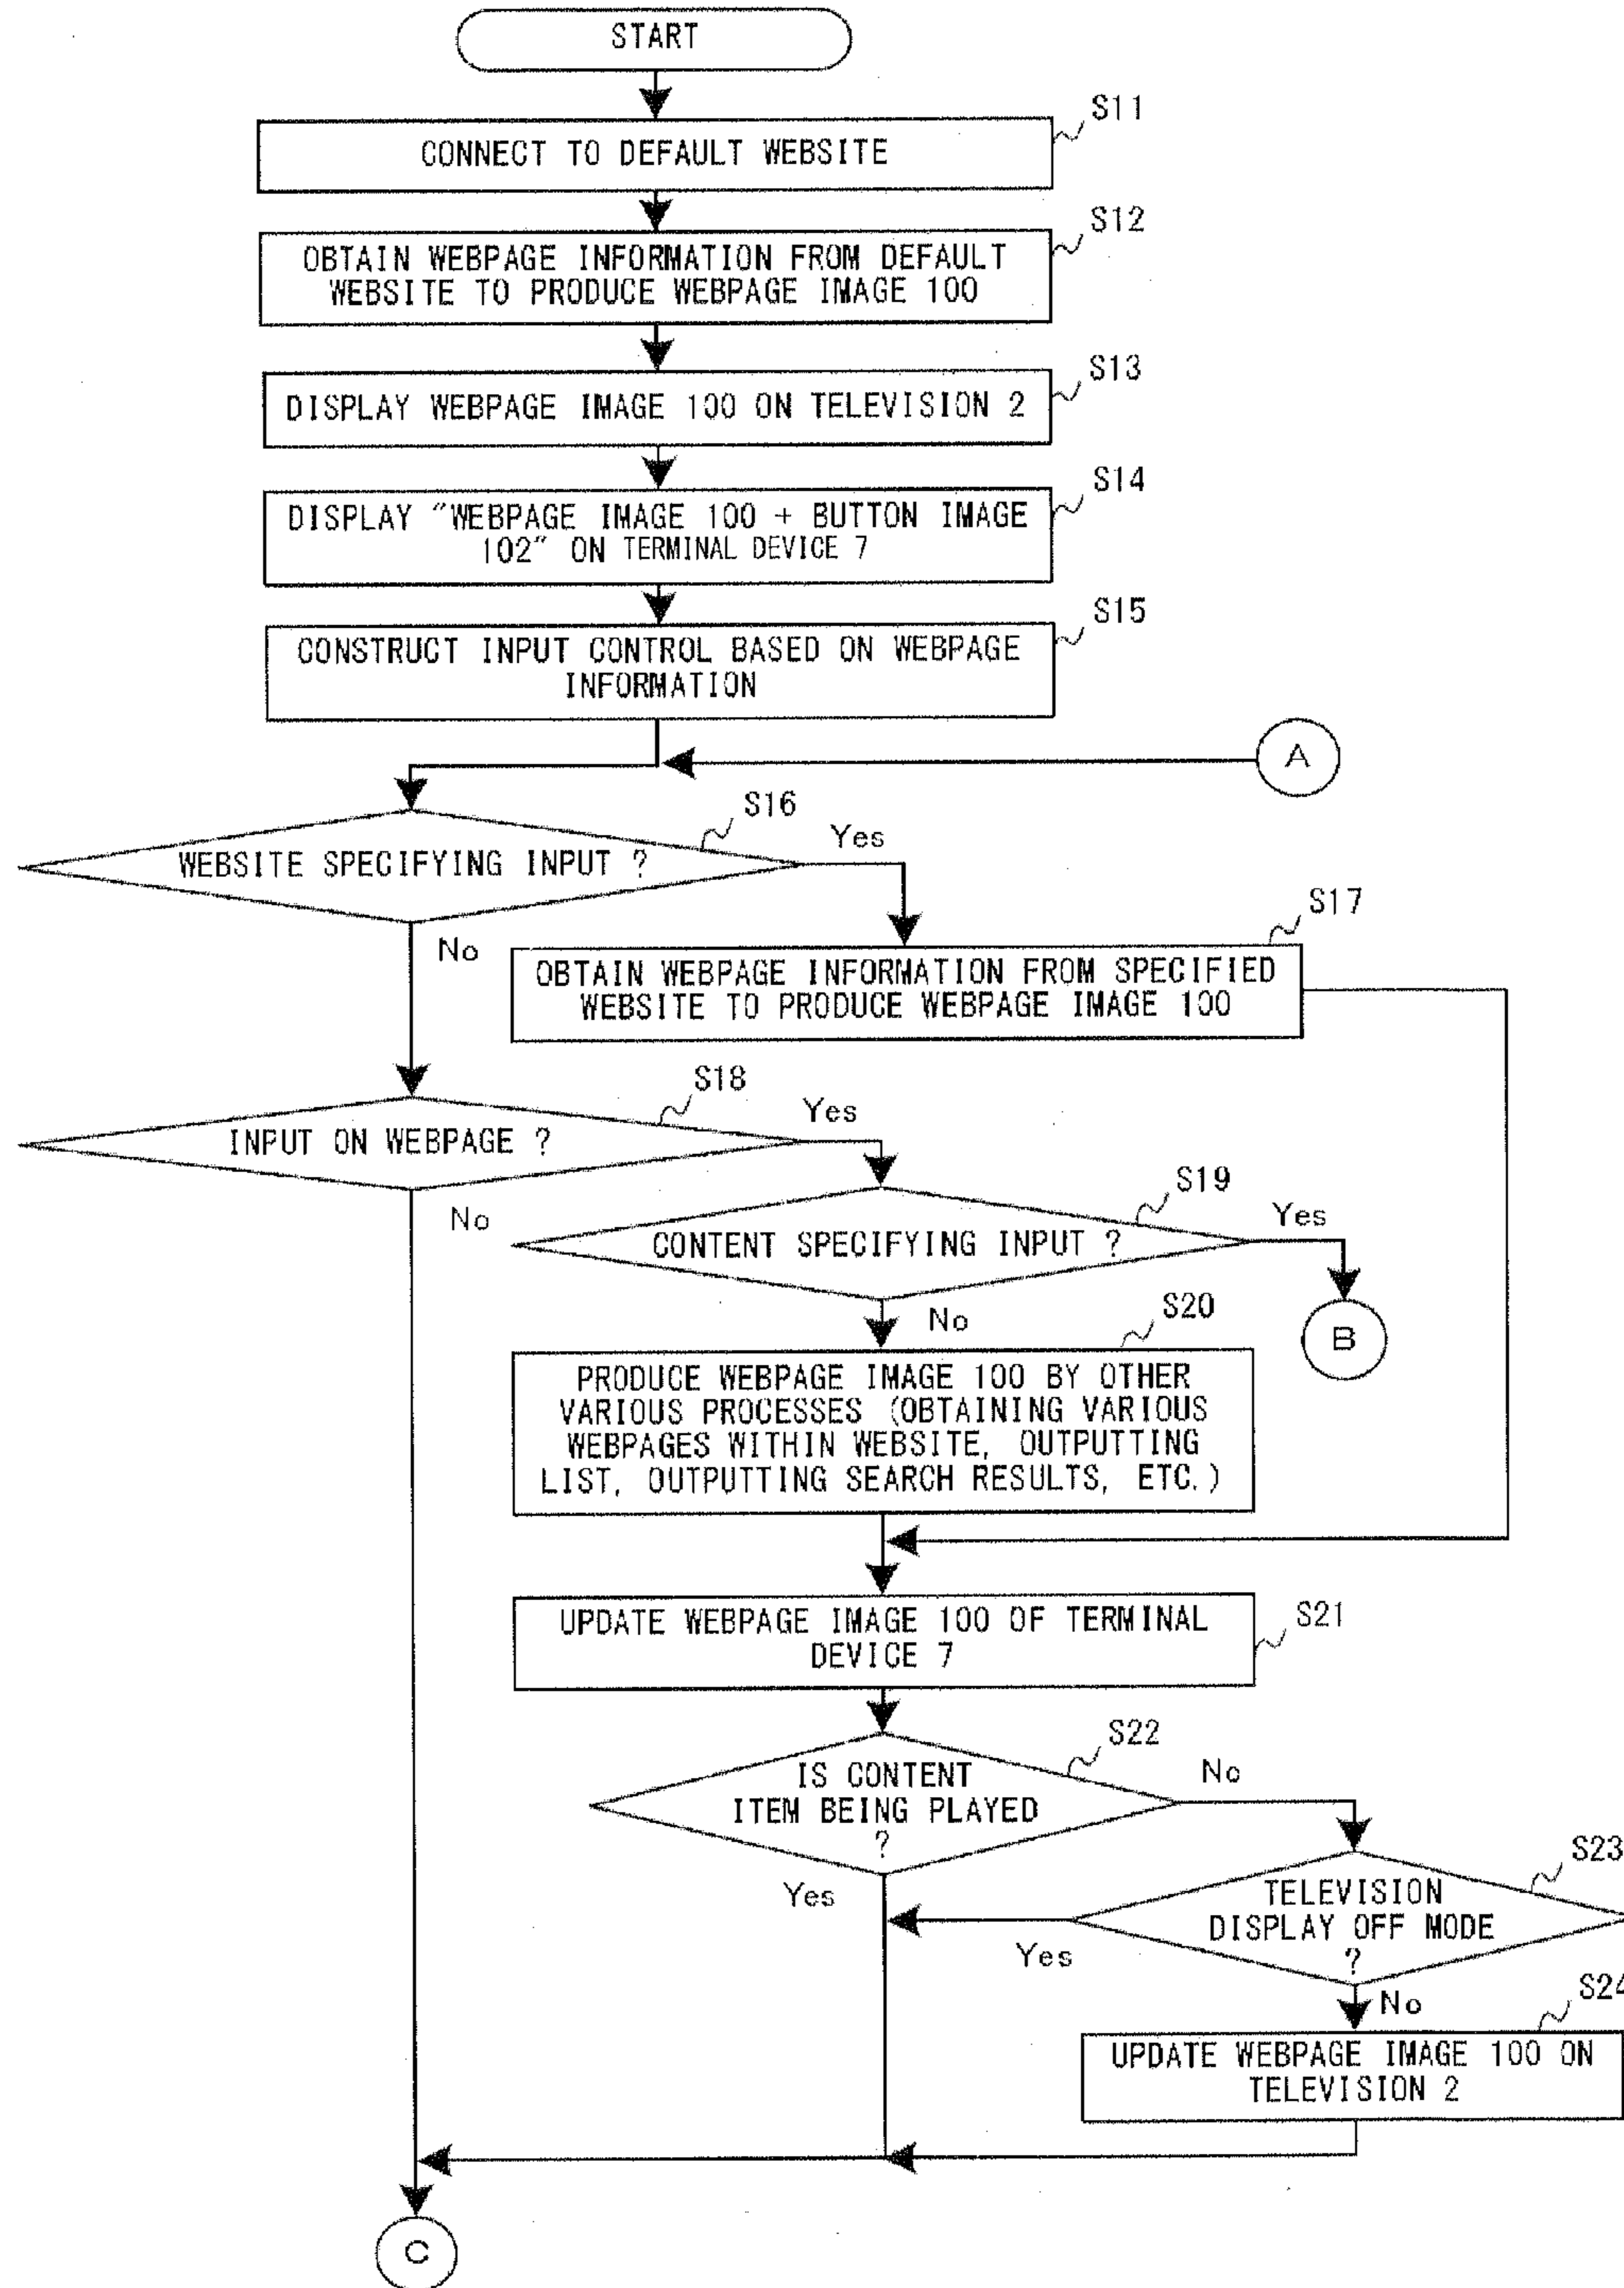 START
S11
CONNECT TO DEFAULT WEBSITE
S12
OBTAIN WEBPAGE INFORMATION FROM DEFAULT
WEBSITE TO PRODUCE WEBPAGE IMAGE 100
S13
DISPLAY WEBPAGE IMAGE 100 ON TELEVISION 2
S14
DISPLAY "WEBPAGE IMAGE 100 + BUTTON IMAGE
102" ON TERMINAL DEVICE 7
S15
CONSTRUCT INPUT CONTROL BASED ON WEBPAGE
INFORMATION
A
S16
WEBSITE SPECIFYING INPUT ?
Yes
No
S17
OBTAIN WEBPAGE INFORMATION FROM SPECIFIED
WEBSITE TO PRODUCE WEBPAGE IMAGE 100
S18
INPUT ON WEBPAGE ?
Yes
No
S19
CONTENT SPECIFYING INPUT ?
Yes
B
No
S20
PRODUCE WEBPAGE IMAGE 100 BY OTHER
VARIOUS PROCESSES (OBTAINING VARIOUS
WEBPAGES WITHIN WEBSITE, OUTPUTTING
LIST, OUTPUTTING SEARCH RESULTS, ETC.)
S21
UPDATE WEBPAGE IMAGE 100 OF TERMINAL
DEVICE 7
S22
IS CONTENT
ITEM BEING PLAYED
?
No
Yes
S23
TELEVISION
DISPLAY OFF MODE
?
Yes
No
S24
UPDATE WEBPAGE IMAGE 100 ON
TELEVISION 2
C